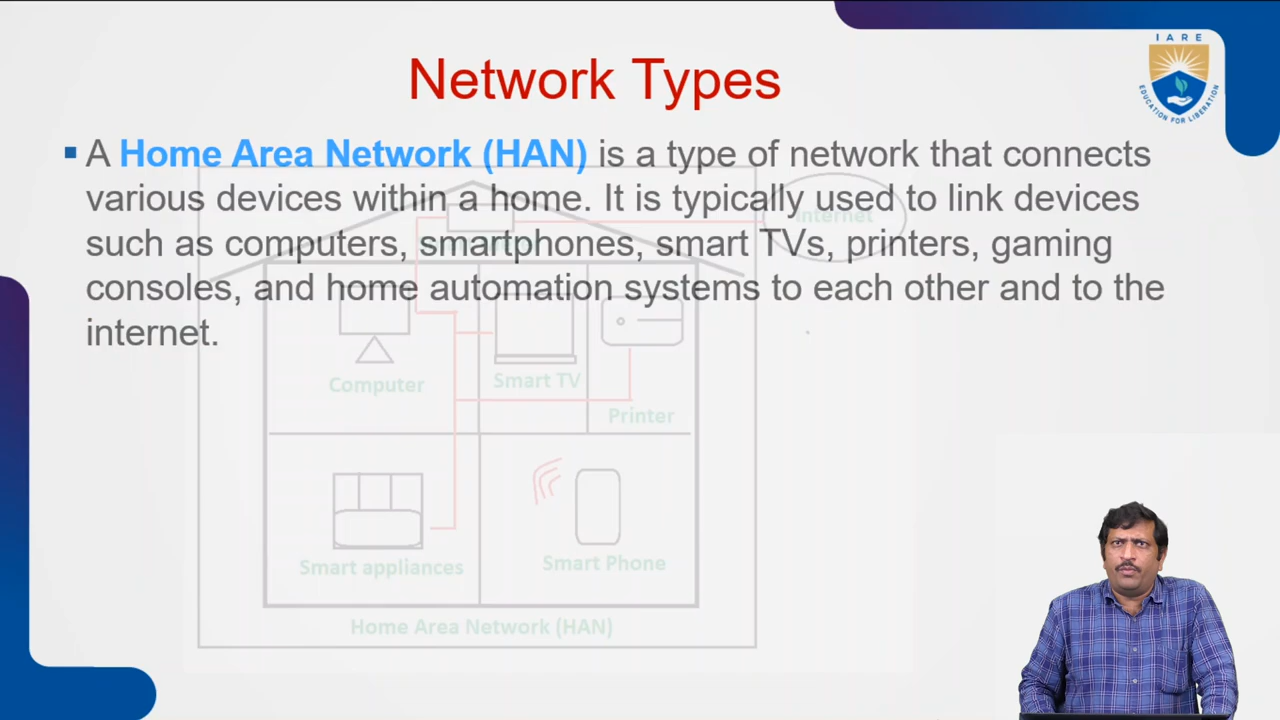 IARE
EDUCATION FOR LIBERATION
Network Types
A Home Area Network (HAN) is a type of network that connects
various devices within a home. It is typically used to link devices
such as computers, smartphones, smart TVs, printers, gaming
consoles, and home automation systems to each other and to the
internet.
Internet
Computer
Smart TV
Printer
Smart appliances
Smart Phone
Home Area Network (HAN)